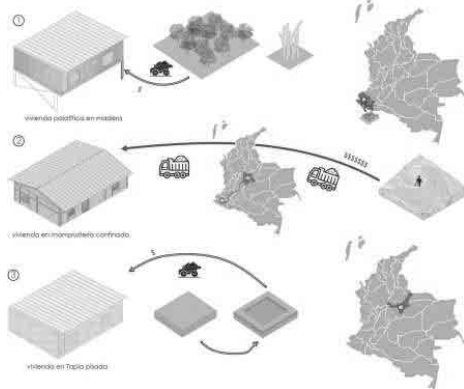 1
$
vivienda palafítica en madera
2
$$$$$$$
vivienda en mampostería confinada.
3
$
vivienda en Tapia pisada